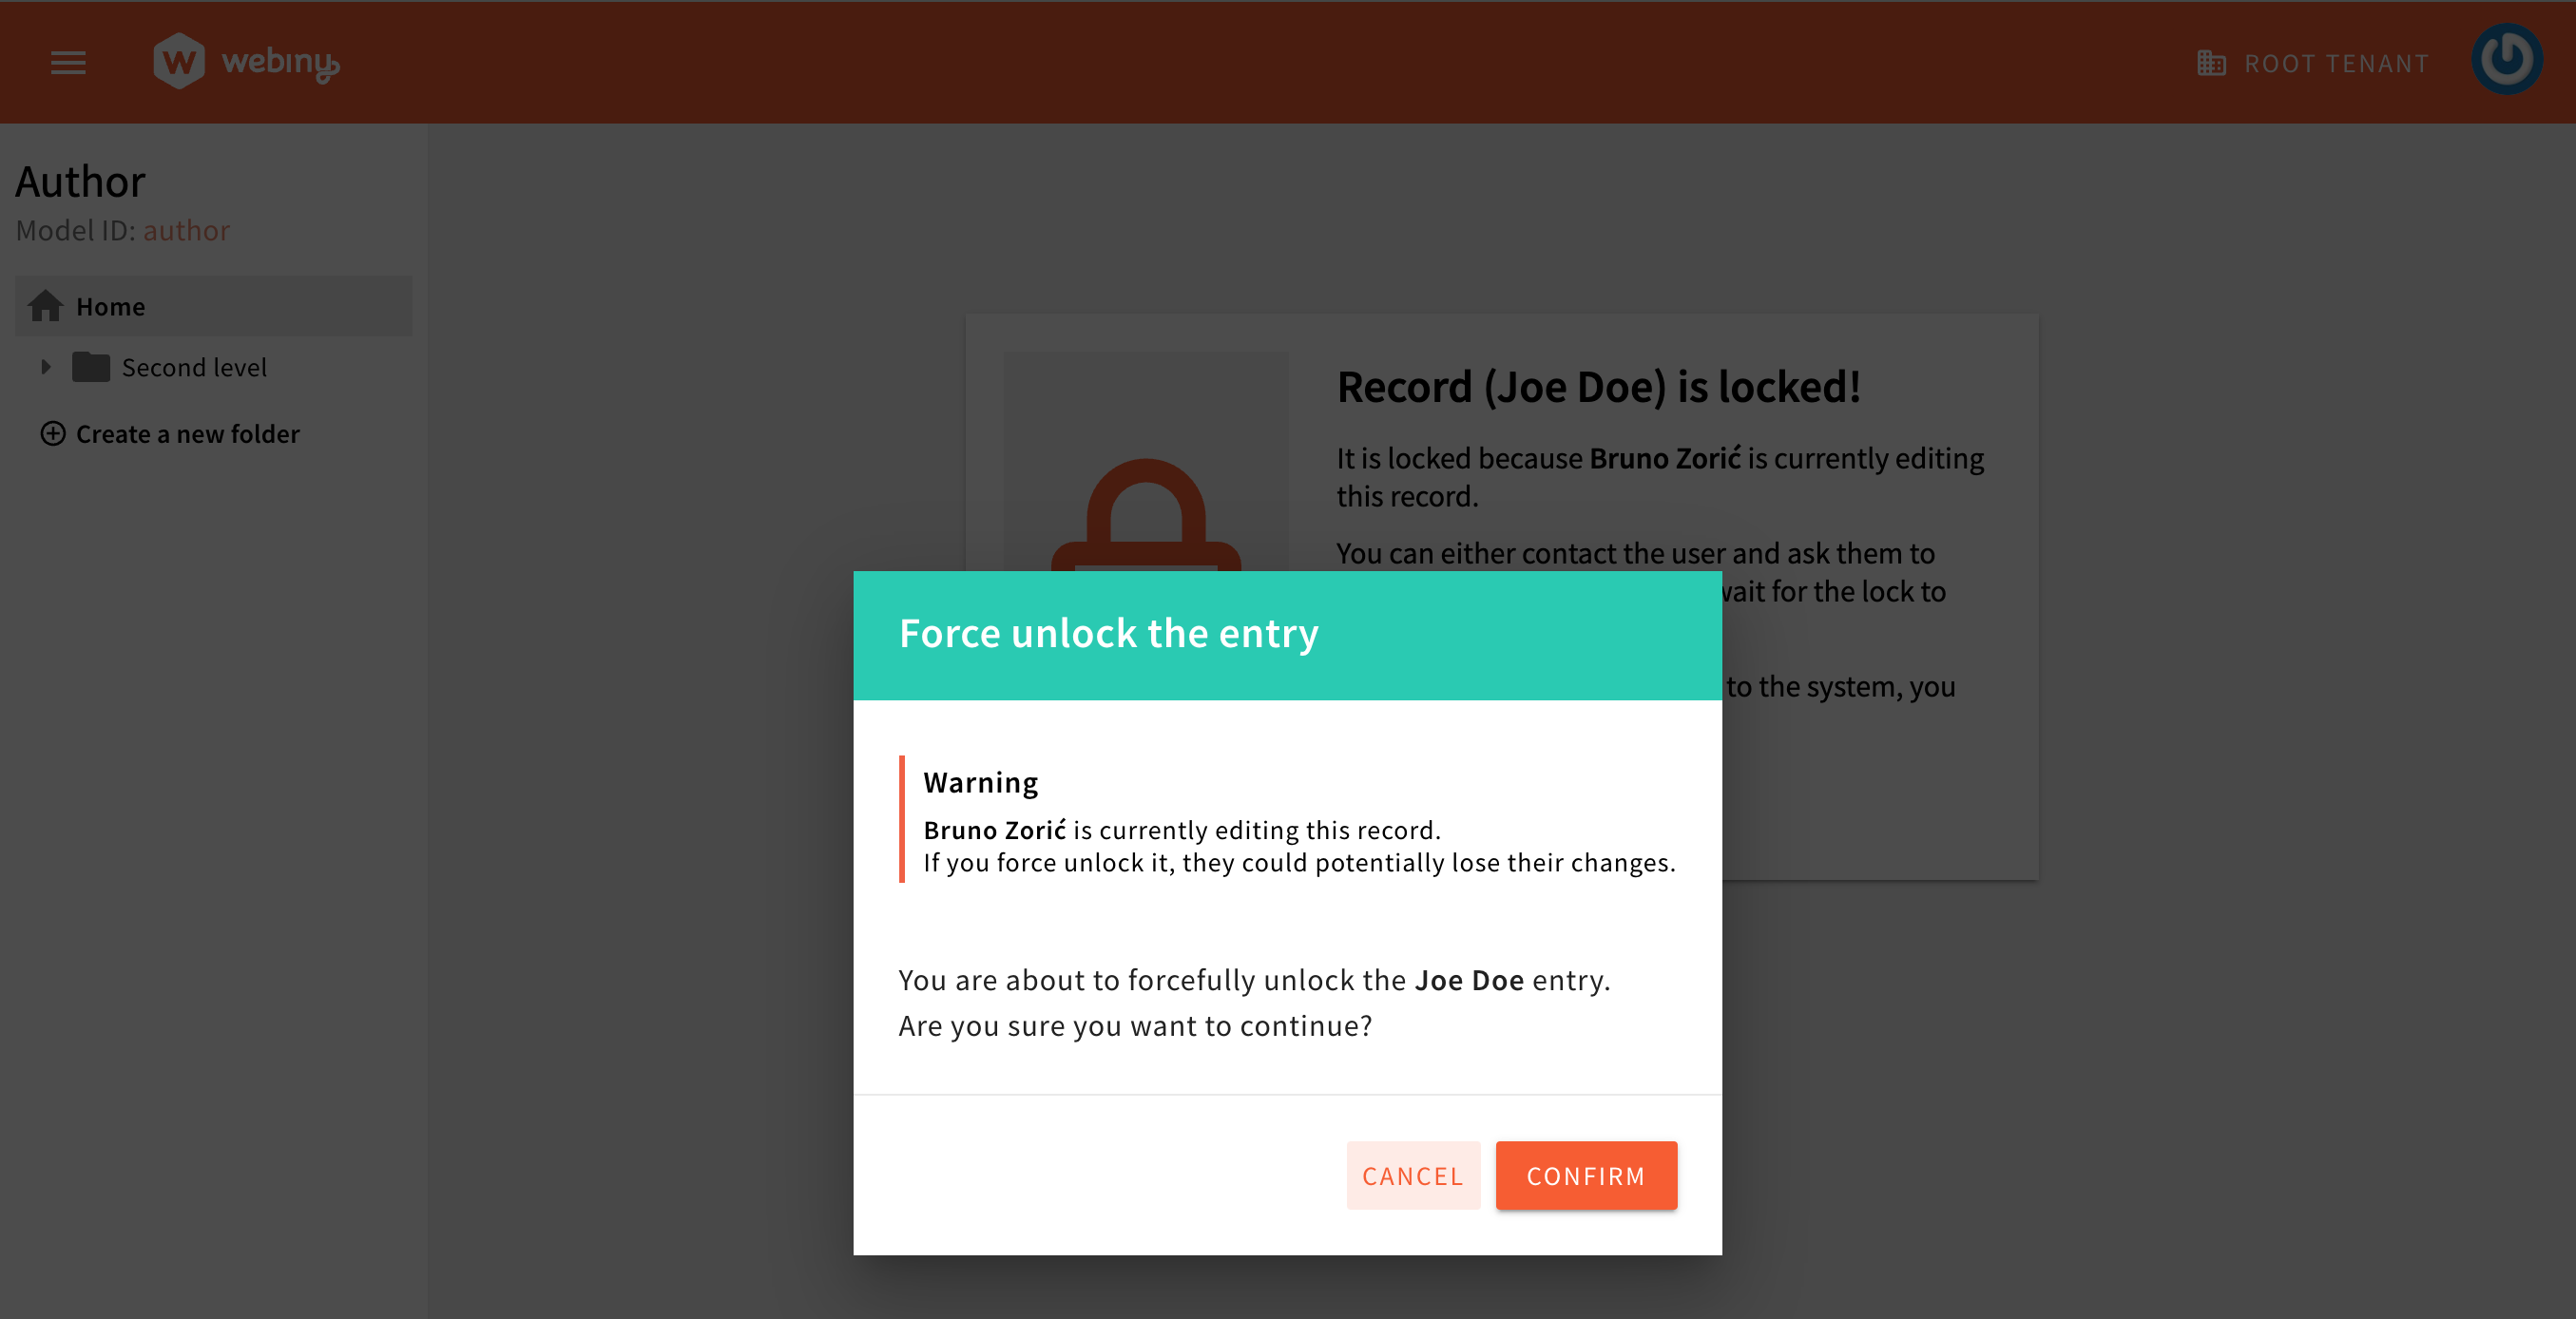 webiny
ROOT TENANT
Author
Model ID: author
Home
Second level
Create a new folder
Record (Joe Doe) is locked!
It is locked because Bruno Zorić is currently editing
this record.
You can either contact the user and ask them to
wait for the lock to
to the system, you
Force unlock the entry
Warning
Bruno Zorić is currently editing this record.
If you force unlock it, they could potentially lose their changes.
You are about to forcefully unlock the Joe Doe entry.
Are you sure you want to continue?
CANCEL
CONFIRM